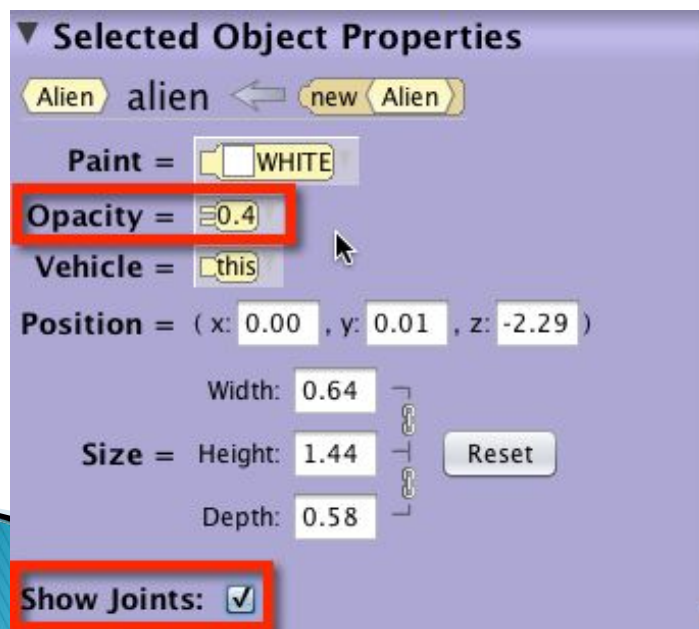 Selected Object Properties
Alien alien new Alien
Paint = WHITE
Opacity = 0.4
Vehicle = this
Position = ( x: 0.00 , y: 0.01 , z: -2.29 )
Width: 0.64
Size = Height: 1.44 Reset
Depth: 0.58
Show Joints: